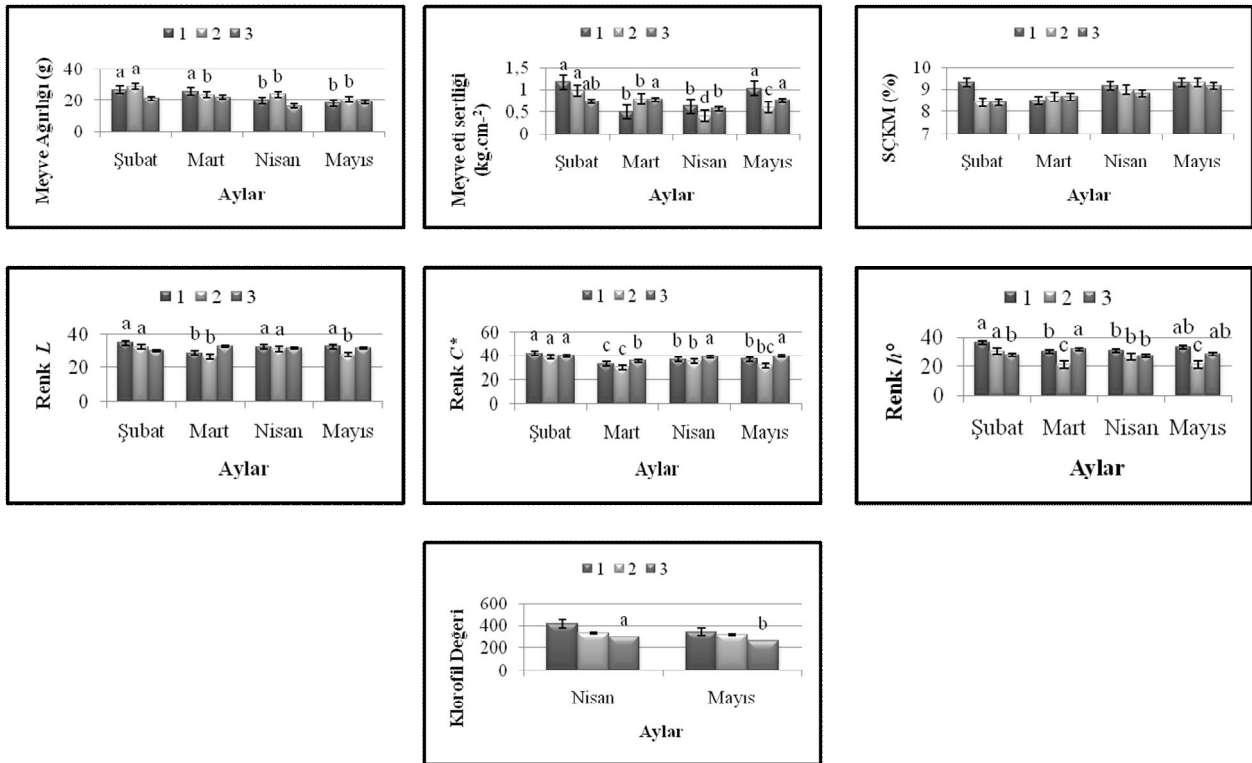 1 2 3
Meyve Ağırlığı (g)
40
20
0
a a a b b b b b
Şubat Mart Nisan Mayıs
Aylar
1 2 3
Meyve eti sertliği
(kg.cm-2)
1,5
1
0,5
0
a a ab b b a b d b a c a
Şubat Mart Nisan Mayıs
Aylar
1 2 3
SÇKM (%)
10
9
8
7
Şubat Mart Nisan Mayıs
Aylar
1 2 3
Renk L
40
20
0
a a b b a a a b
Şubat Mart Nisan Mayıs
Aylar
1 2 3
Renk C*
60
40
20
0
a a a c c b b b a b bc a
Şubat Mart Nisan Mayıs
Aylar
1 2 3
Renk h°
40
20
0
a a b b c a b b b ab c ab
Şubat Mart Nisan Mayıs
Aylar
1 2 3
Klorofil Değeri
600
400
200
0
a b
Nisan Mayıs
Aylar